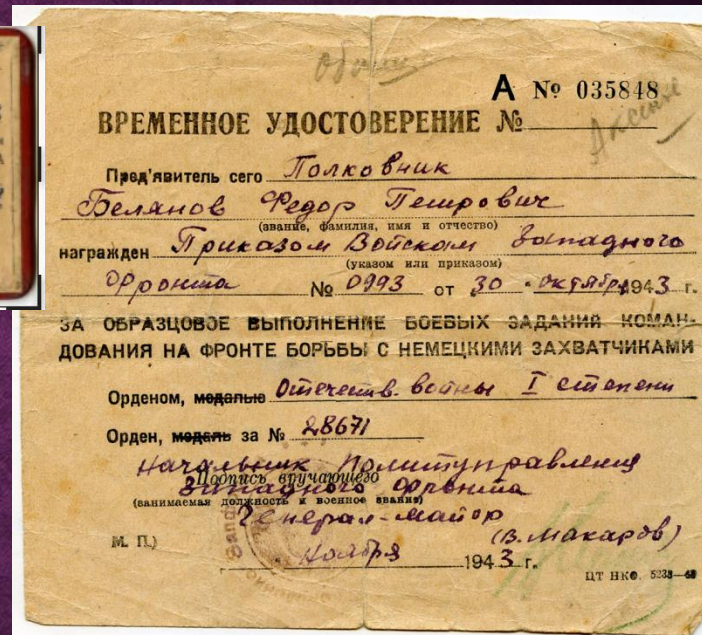 А № 035848
ВРЕМЕННОЕ УДОСТОВЕРЕНИЕ №
Пред'явитель сего Полковник
Белянов Федор Петрович
(звание, фамилия, имя и отчество)
награжден Приказом Войскам Западного
(указом или приказом)
Фронта № 0993 от 30 октября 1943 г.
ЗА ОБРАЗЦОВОЕ ВЫПОЛНЕНИЕ БОЕВЫХ ЗАДАНИЙ КОМАН-
ДОВАНИЯ НА ФРОНТЕ БОРЬБЫ С НЕМЕЦКИМИ ЗАХВАТЧИКАМИ
Орденом, медалью Отечеств. войны I степени
Орден, медаль за № 28671
Начальник Политуправления
Подпись вручающего
Западного фронта
(занимаемая должность и военное звание)
Генерал-майор
М. П.) (В. Макаров)
Ноября 1943 г.
ЦТ НКО. 5238—